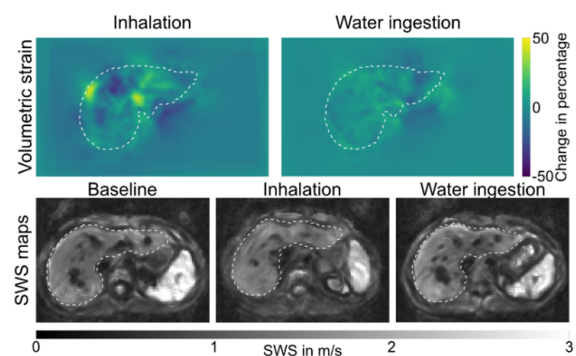 Inhalation
Water ingestion
Volumetric strain
50
0
-50
Change in percentage
Baseline
Inhalation
Water ingestion
SWS maps
0
1
2
3
SWS in m/s